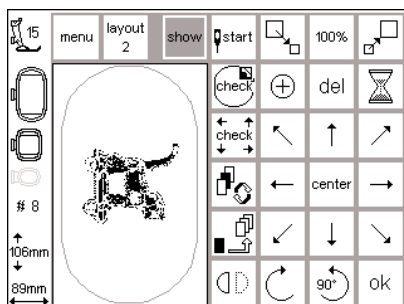 15
menu
layout
2
show
start
100%
check
del
check
# 8
center
106mm
89mm
90°
ok